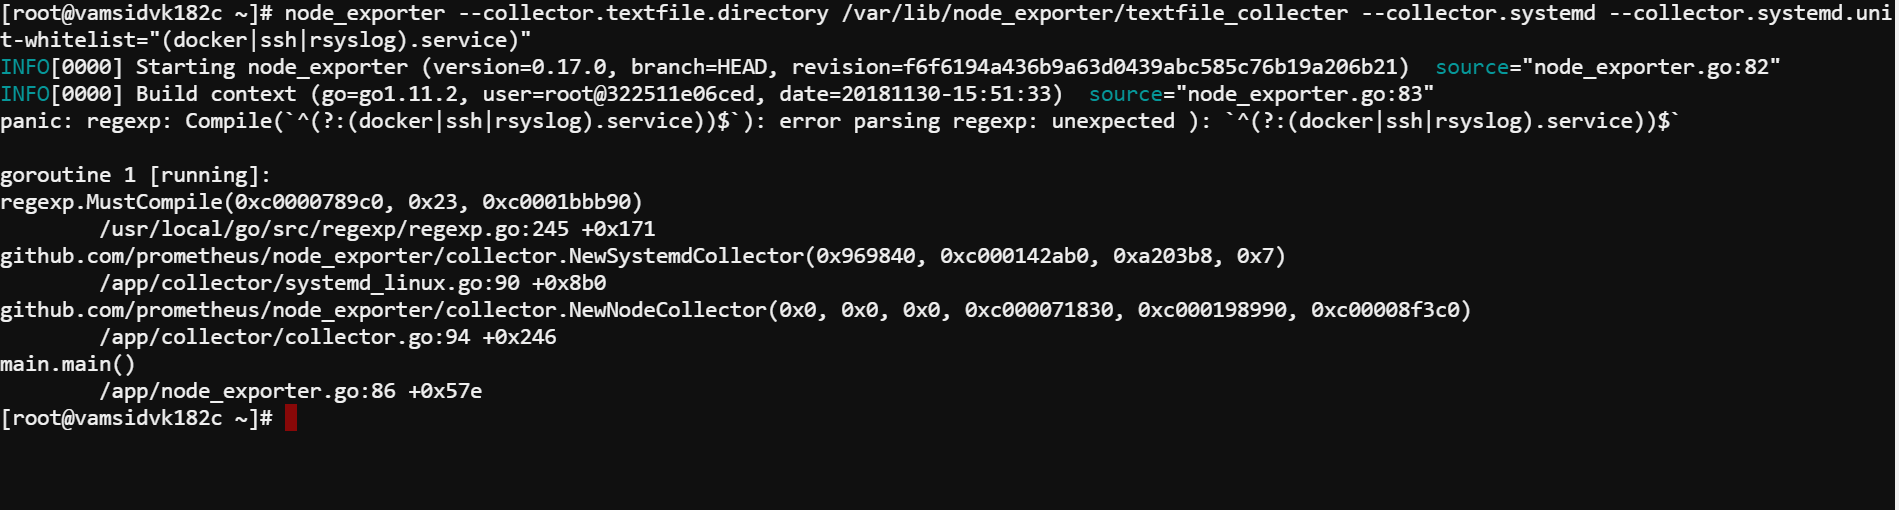 [root@vamsidvk182c ~]# node_exporter --collector.textfile.directory /var/lib/node_exporter/textfile_collecter --collector.systemd --collector.systemd.uni
t-whitelist="(docker|ssh|rsyslog).service)"
INFO[0000] Starting node_exporter (version=0.17.0, branch=HEAD, revision=f6f6194a436b9a63d0439abc585c76b19a206b21)  source="node_exporter.go:82"
INFO[0000] Build context (go=go1.11.2, user=root@322511e06ced, date=20181130-15:51:33)  source="node_exporter.go:83"
panic: regexp: Compile(`^(?:(docker|ssh|rsyslog).service))$`): error parsing regexp: unexpected ): `^(?:(docker|ssh|rsyslog).service))$`

goroutine 1 [running]:
regexp.MustCompile(0xc0000789c0, 0x23, 0xc0001bbb90)
        /usr/local/go/src/regexp/regexp.go:245 +0x171
github.com/prometheus/node_exporter/collector.NewSystemdCollector(0x969840, 0xc000142ab0, 0xa203b8, 0x7)
        /app/collector/systemd_linux.go:90 +0x8b0
github.com/prometheus/node_exporter/collector.NewNodeCollector(0x0, 0x0, 0x0, 0xc000071830, 0xc000198990, 0xc00008f3c0)
        /app/collector/collector.go:94 +0x246
main.main()
        /app/node_exporter.go:86 +0x57e
[root@vamsidvk182c ~]#